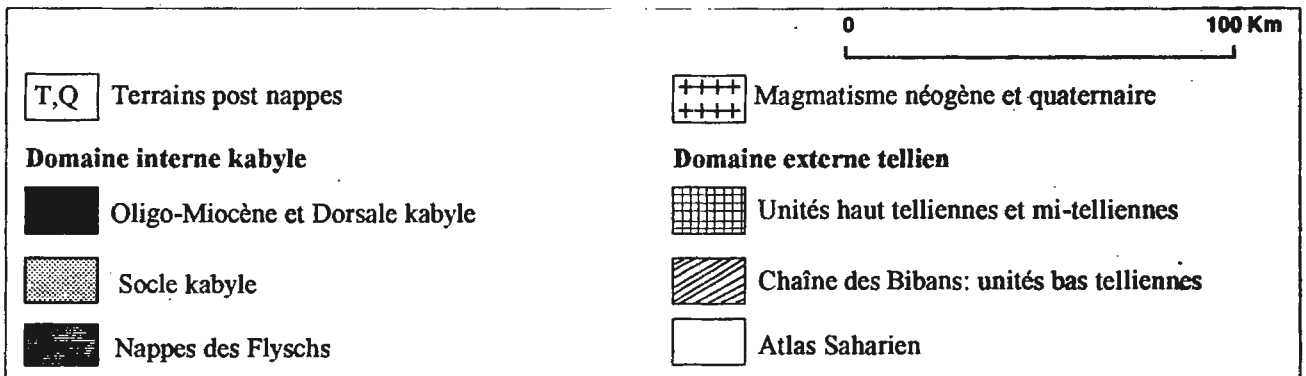 0 100 Km
T,Q Terrains post nappes
Magmatisme néogène et quaternaire
Domaine interne kabyle
Domaine externe tellien
Oligo-Miocène et Dorsale kabyle
Unités haut telliennes et mi-telliennes
Socle kabyle
Chaîne des Bibans: unités bas telliennes
Nappes des Flyschs
Atlas Saharien